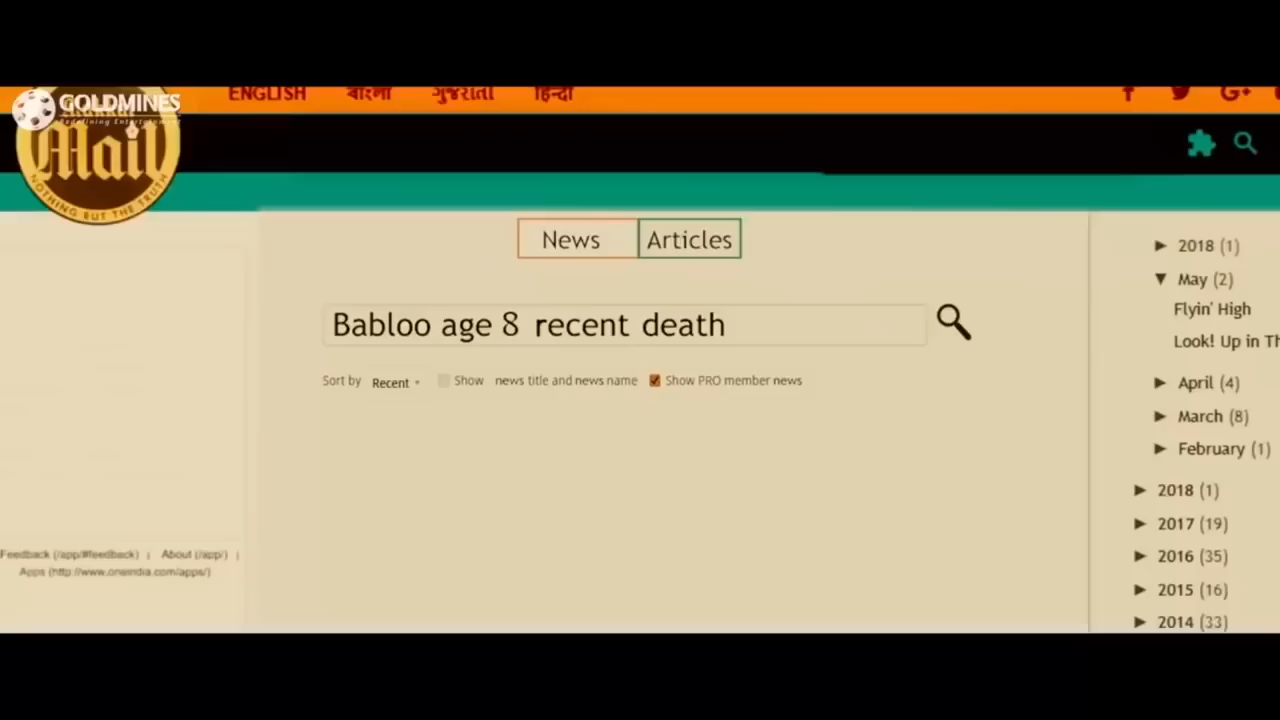 GOLDMINES
Redefining Entertainment
ENGLISH বাংলা ગુજરાતી हिन्दी
Mail
NOTHING BUT THE TRUTH
News Articles
Babloo age 8 recent death
Sort by Recent Show news title and news name Show PRO member news
2018 (1)
May (2)
Flyin' High
Look! Up in Th
April (4)
March (8)
February (1)
2018 (1)
2017 (19)
2016 (35)
2015 (16)
2014 (33)
Feedback (/app/#feedback) | About (/app/) |
Apps (http://www.oneindia.com/apps/)